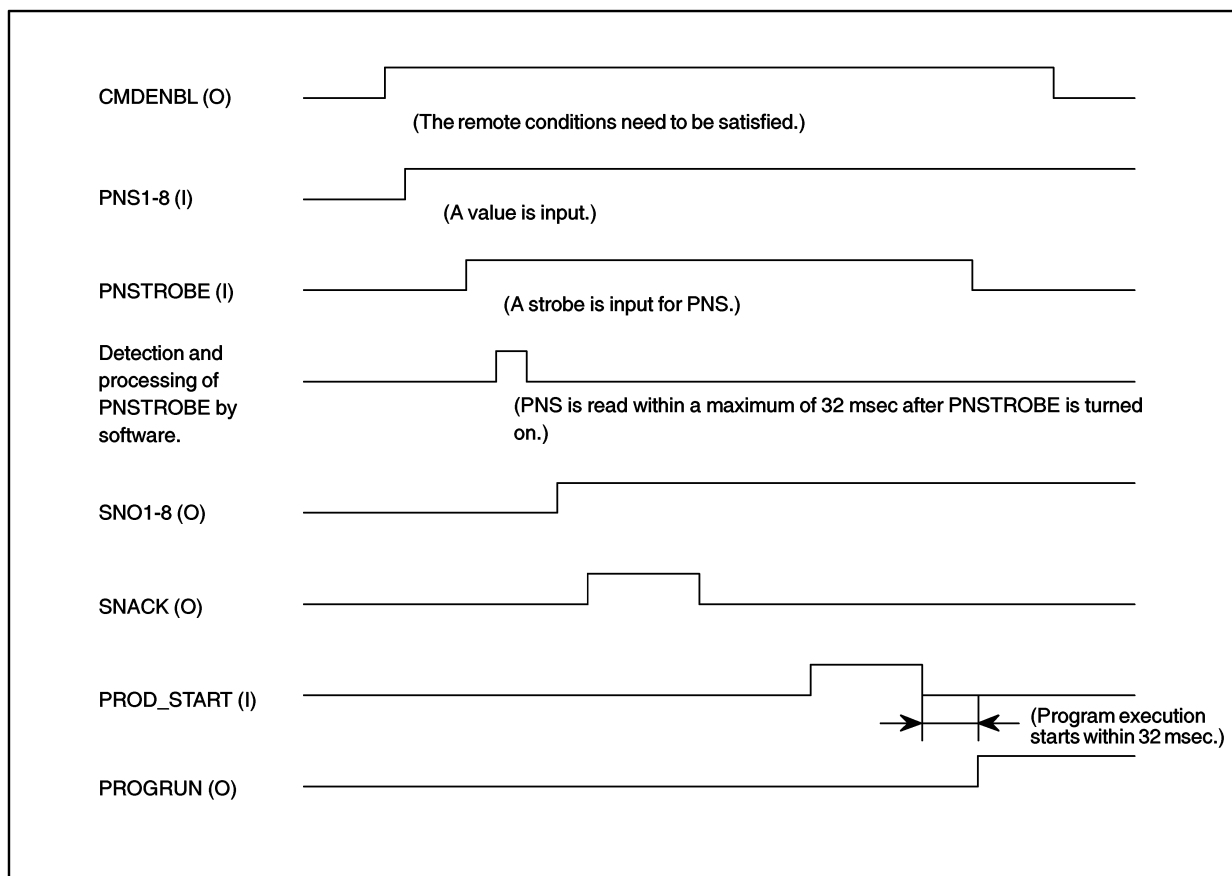 CMDENBL (O)
(The remote conditions need to be satisfied.)
PNS1-8 (I)
(A value is input.)
PNSTROBE (I)
(A strobe is input for PNS.)
Detection and
processing of
PNSTROBE by
software.
(PNS is read within a maximum of 32 msec after PNSTROBE is turned
on.)
SNO1-8 (O)
SNACK (O)
PROD_START (I)
(Program execution
starts within 32 msec.)
PROGRUN (O)